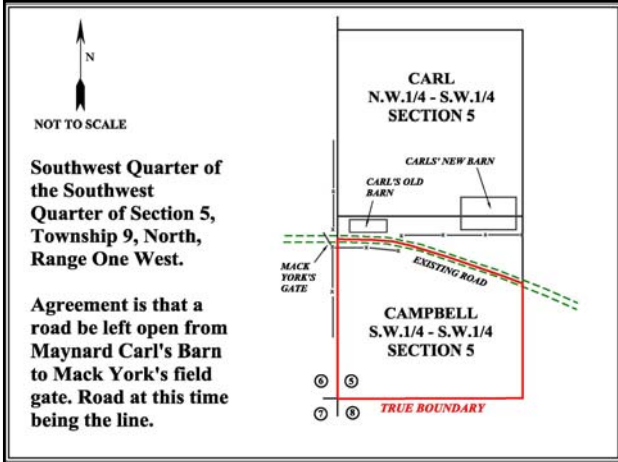 N
NOT TO SCALE
Southwest Quarter of
the Southwest
Quarter of Section 5,
Township 9, North,
Range One West.
Agreement is that a
road be left open from
Maynard Carl's Barn
to Mack York's field
gate. Road at this time
being the line.
CARL
N.W.1/4 - S.W.1/4
SECTION 5
CARLS' NEW BARN
CARL'S OLD
BARN
MACK
YORK'S
GATE
EXISTING ROAD
CAMPBELL
S.W.1/4 - S.W.1/4
SECTION 5
6 5
7 8
TRUE BOUNDARY